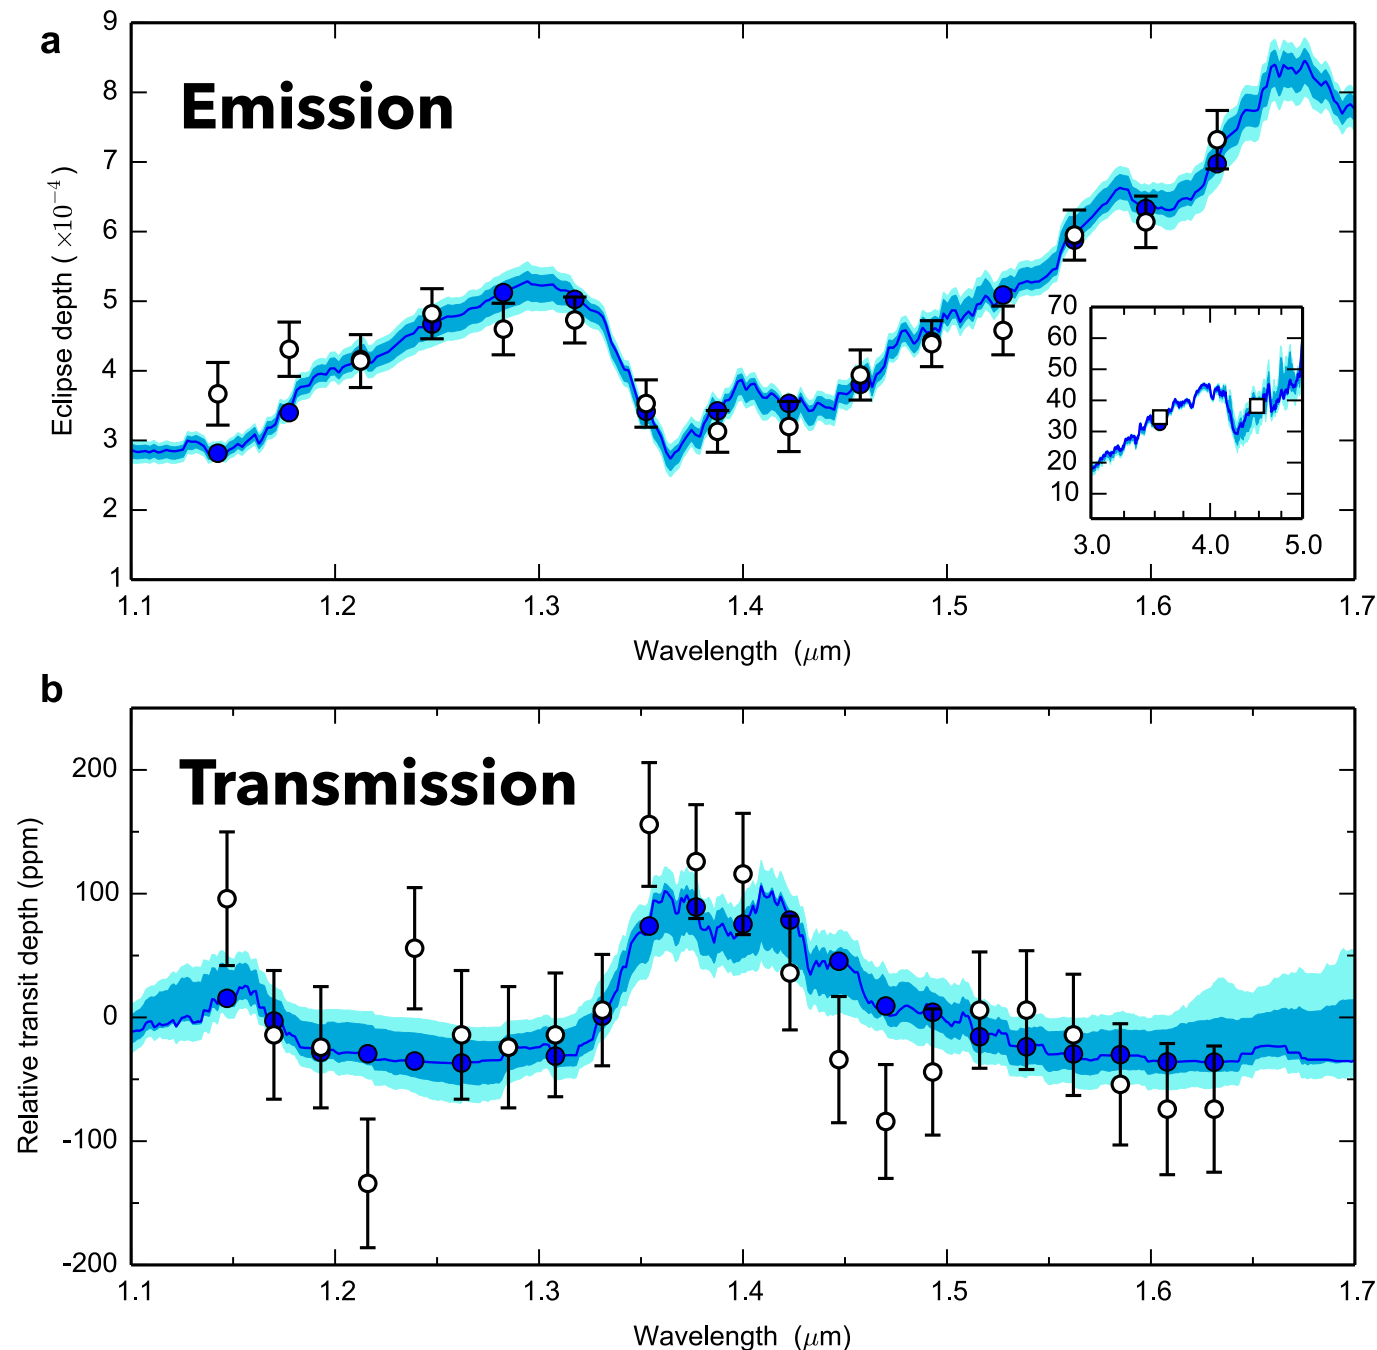 a
Emission
9
8
7
6
5
4
3
2
1
Eclipse depth ( ×10⁻⁴)
70
60
50
40
30
20
10
3.0 4.0 5.0
1.1 1.2 1.3 1.4 1.5 1.6 1.7
Wavelength (μm)
b
Transmission
200
100
0
-100
-200
Relative transit depth (ppm)
1.1 1.2 1.3 1.4 1.5 1.6 1.7
Wavelength (μm)